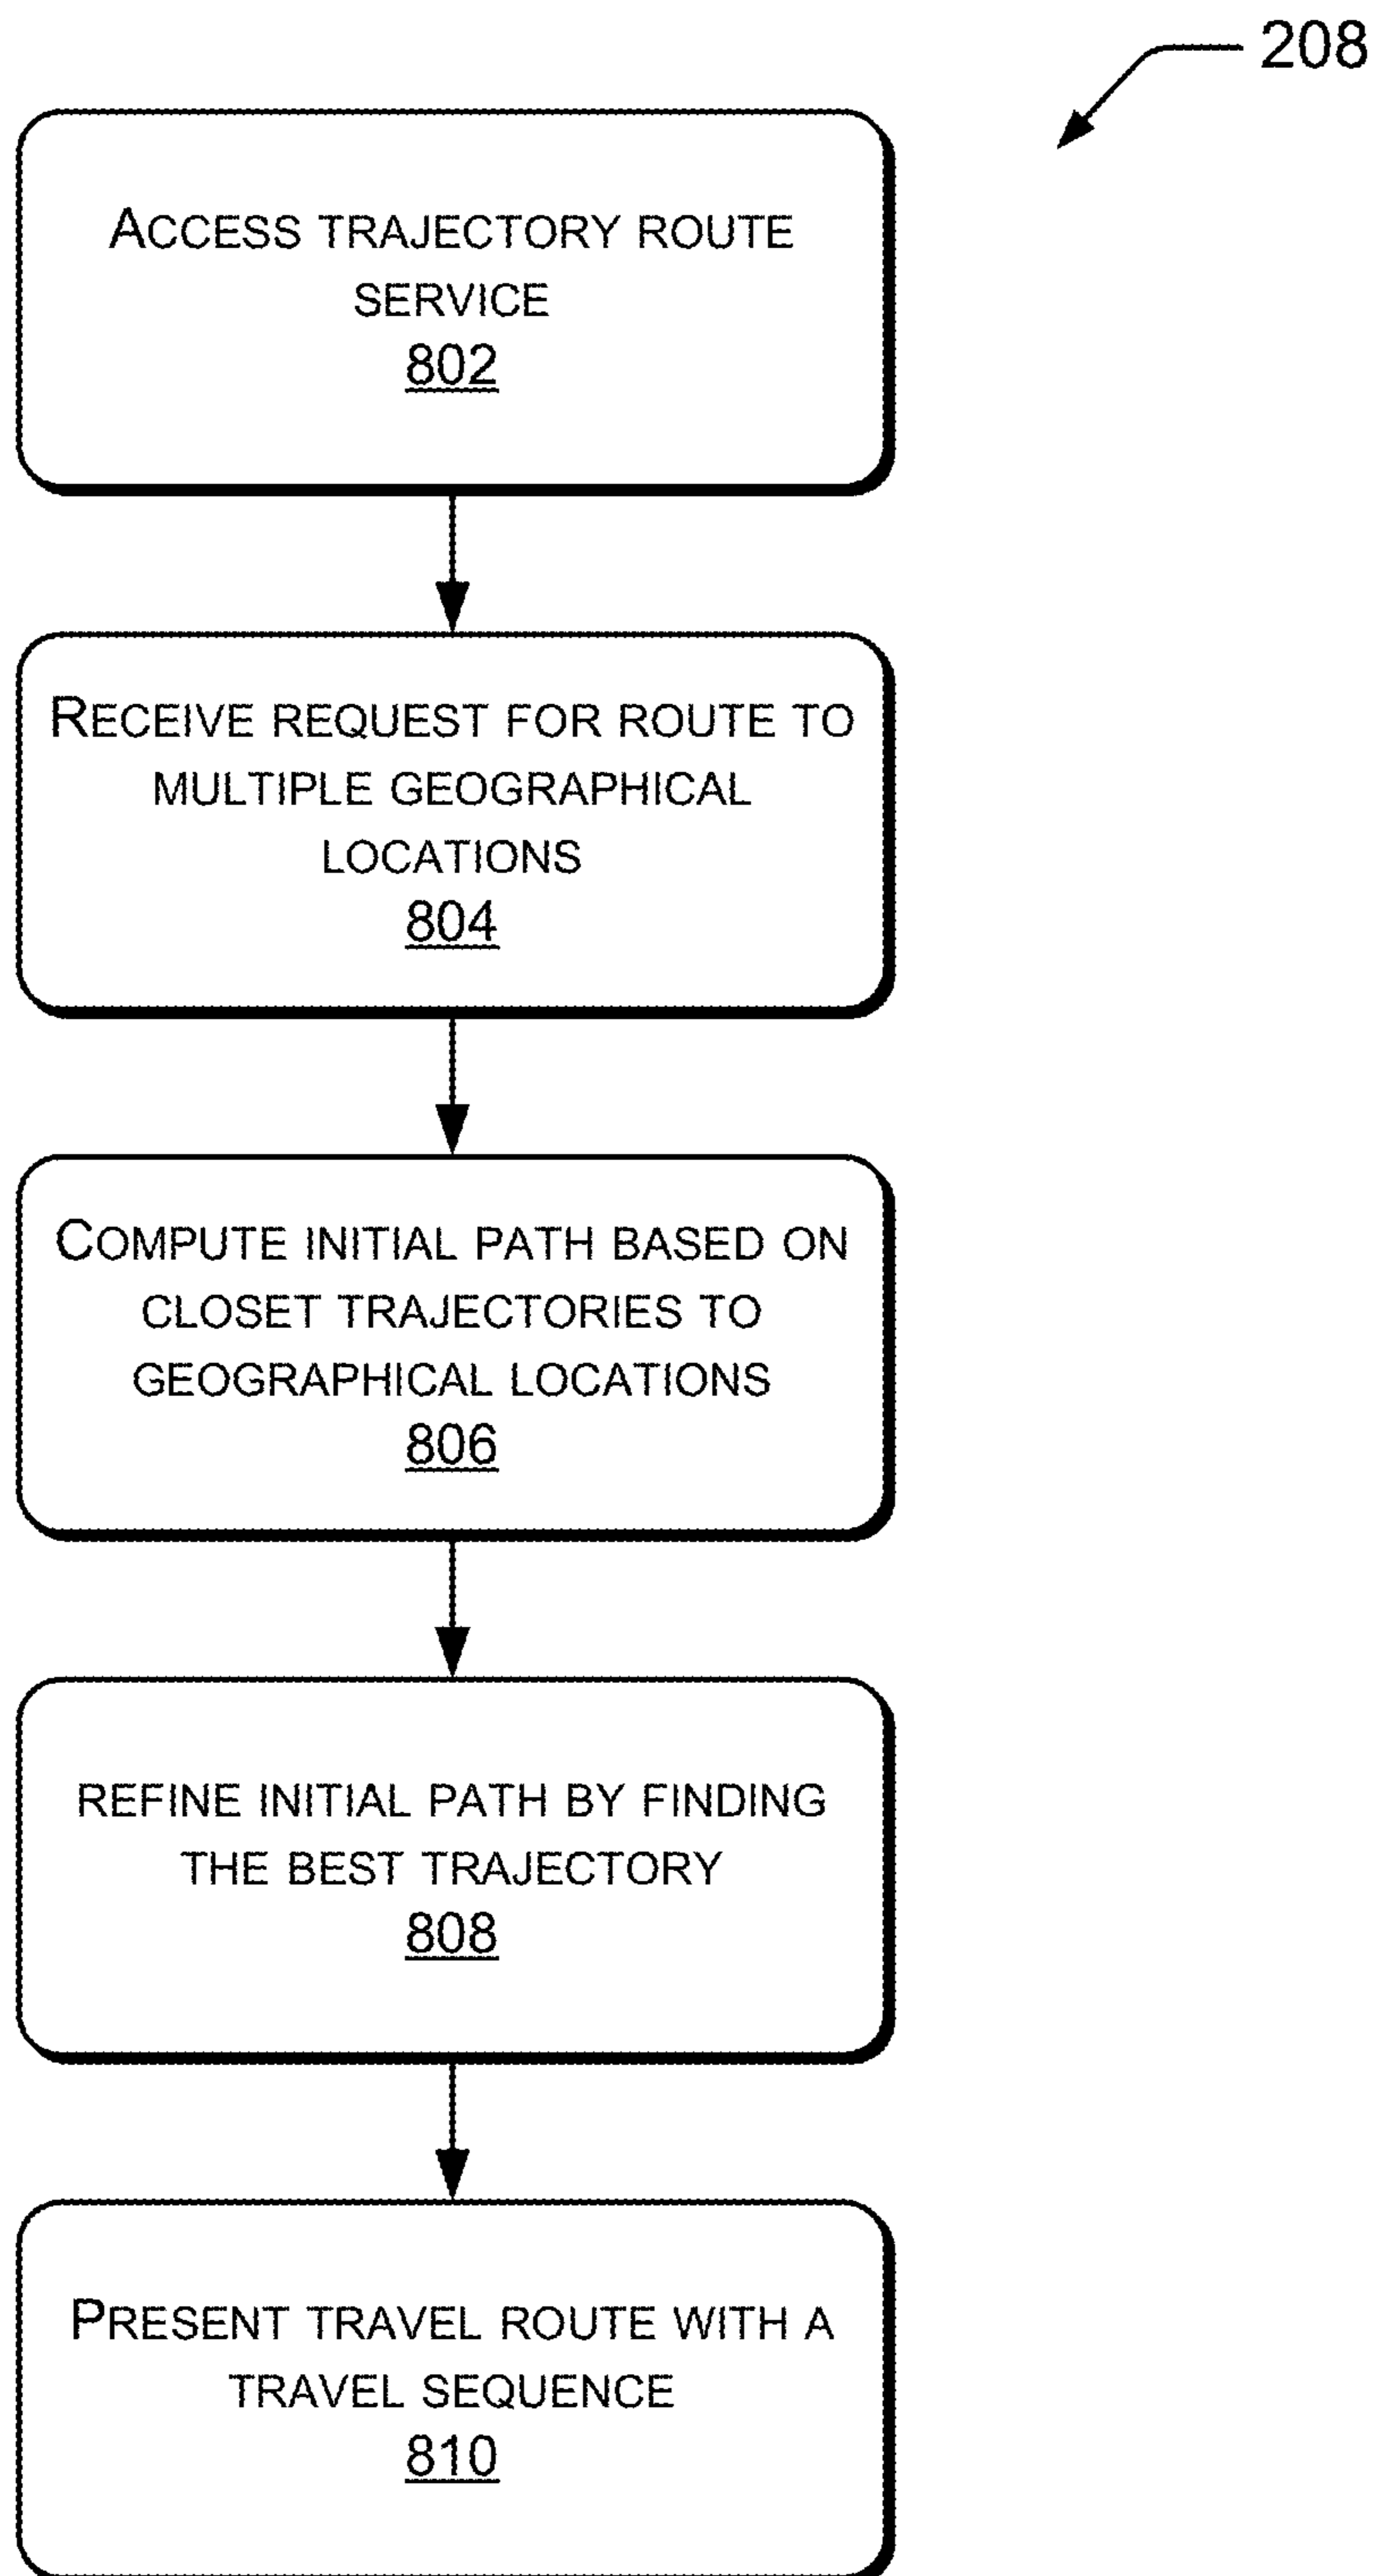 208
ACCESS TRAJECTORY ROUTE
SERVICE
802
RECEIVE REQUEST FOR ROUTE TO
MULTIPLE GEOGRAPHICAL
LOCATIONS
804
COMPUTE INITIAL PATH BASED ON
CLOSET TRAJECTORIES TO
GEOGRAPHICAL LOCATIONS
806
REFINE INITIAL PATH BY FINDING
THE BEST TRAJECTORY
808
PRESENT TRAVEL ROUTE WITH A
TRAVEL SEQUENCE
810